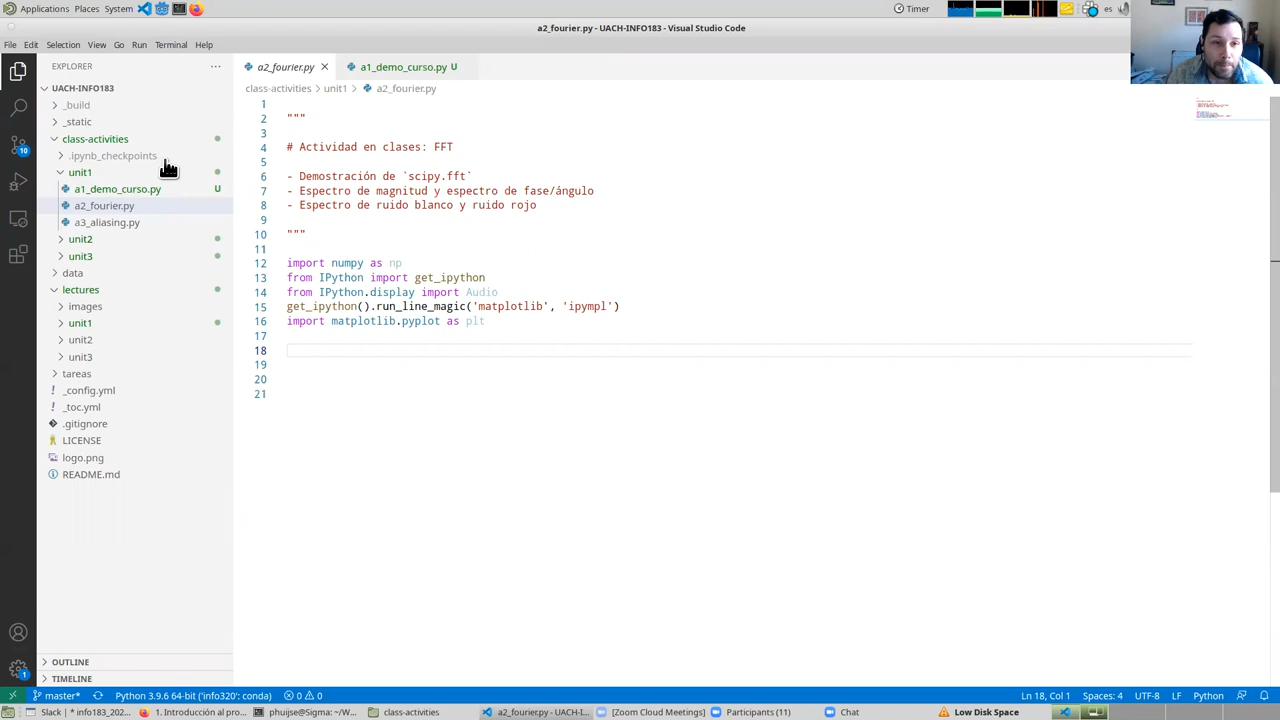 Applications Places System Timer es
a2_fourier.py - UACH-INFO183 - Visual Studio Code
File Edit Selection View Go Run Terminal Help
EXPLORER ···
a2_fourier.py
a1_demo_curso.py U
UACH-INFO183
class-activities > unit1 > a2_fourier.py
_build
_static
class-activities
.ipynb_checkpoints
unit1
a1_demo_curso.py U
a2_fourier.py
a3_aliasing.py
unit2
unit3
data
lectures
images
unit1
unit2
unit3
tareas
_config.yml
_toc.yml
.gitignore
LICENSE
logo.png
README.md
OUTLINE
TIMELINE
1
2 """
3
4 # Actividad en clases: FFT
5
6 - Demostración de `scipy.fft`
7 - Espectro de magnitud y espectro de fase/ángulo
8 - Espectro de ruido blanco y ruido rojo
9
10 """
11
12 import numpy as np
13 from IPython import get_ipython
14 from IPython.display import Audio
15 get_ipython().run_line_magic('matplotlib', 'ipympl')
16 import matplotlib.pyplot as plt
17
18
19
20
21
10
1
master* Python 3.9.6 64-bit ('info320': conda) 0 0 Ln 18, Col 1 Spaces: 4 UTF-8 LF Python
Slack | * info183_202... 1. Introducción al pro... phuijse@Sigma: ~/W... class-activities a2_fourier.py - UACH-I... [Zoom Cloud Meetings] Participants (11) Chat Low Disk Space